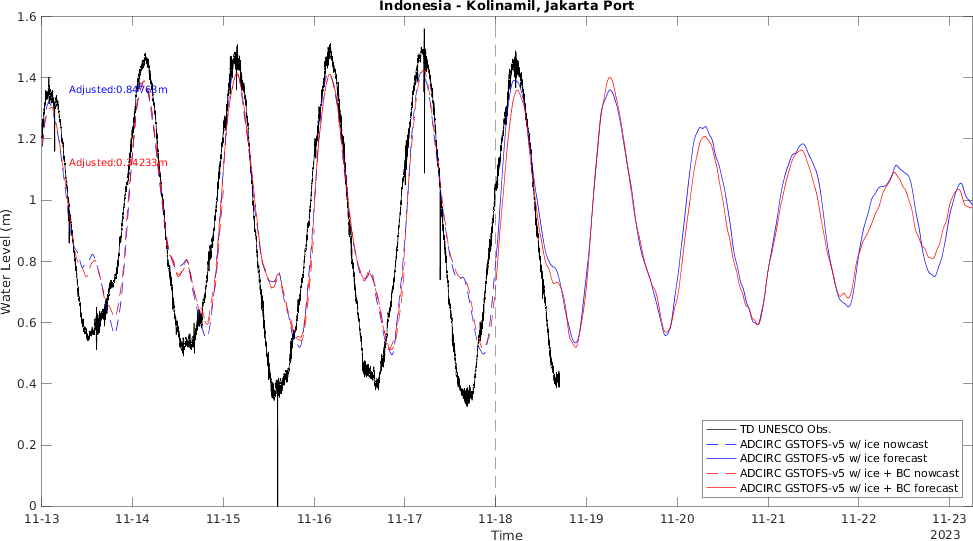 Indonesia - Kolinamil, Jakarta Port
1.6
1.4
1.2
1
0.8
0.6
0.4
0.2
0
Water Level (m)
Adjusted:0.84763m
Adjusted:0.34233m
TD UNESCO Obs.
ADCIRC GSTOFS-v5 w/ ice nowcast
ADCIRC GSTOFS-v5 w/ ice forecast
ADCIRC GSTOFS-v5 w/ ice + BC nowcast
ADCIRC GSTOFS-v5 w/ ice + BC forecast
11-13 11-14 11-15 11-16 11-17 11-18 11-19 11-20 11-21 11-22 11-23
2023
Time